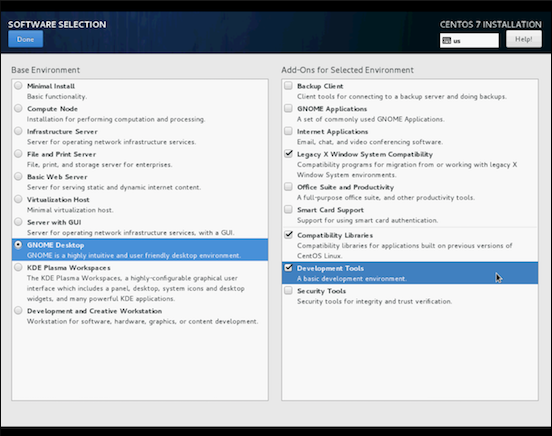 SOFTWARE SELECTION
CENTOS 7 INSTALLATION
Done
us
Help!
Base Environment
Minimal Install
Basic functionality.
Compute Node
Installation for performing computation and processing.
Infrastructure Server
Server for operating network infrastructure services.
File and Print Server
File, print, and storage server for enterprises.
Basic Web Server
Server for serving static and dynamic internet content.
Virtualization Host
Minimal virtualization host.
Server with GUI
Server for operating network infrastructure services, with a GUI.
GNOME Desktop
GNOME is a highly intuitive and user friendly desktop environment.
KDE Plasma Workspaces
The KDE Plasma Workspaces, a highly-configurable graphical user
interface which includes a panel, desktop, system icons and desktop
widgets, and many powerful KDE applications.
Development and Creative Workstation
Workstation for software, hardware, graphics, or content development.
Add-Ons for Selected Environment
Backup Client
Client tools for connecting to a backup server and doing backups.
GNOME Applications
A set of commonly used GNOME Applications.
Internet Applications
Email, chat, and video conferencing software.
Legacy X Window System Compatibility
Compatibility programs for migration from or working with legacy X
Window System environments.
Office Suite and Productivity
A full-purpose office suite, and other productivity tools.
Smart Card Support
Support for using smart card authentication.
Compatibility Libraries
Compatibility libraries for applications built on previous versions of
CentOS Linux.
Development Tools
A basic development environment.
Security Tools
Security tools for integrity and trust verification.